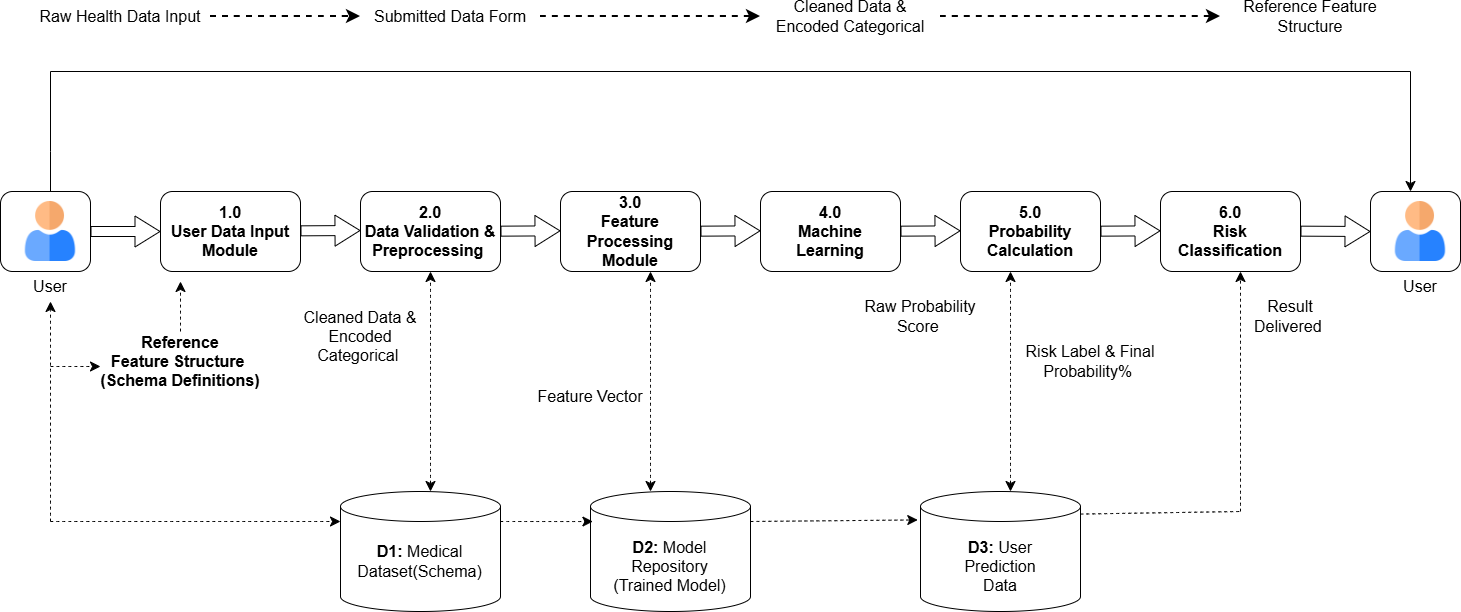 Raw Health Data Input
Submitted Data Form
Cleaned Data &
Encoded Categorical
Reference Feature
Structure
User
1.0
User Data Input
Module
2.0
Data Validation &
Preprocessing
3.0
Feature
Processing
Module
4.0
Machine
Learning
5.0
Probability
Calculation
6.0
Risk
Classification
User
Reference
Feature Structure
(Schema Definitions)
Cleaned Data &
Encoded
Categorical
Feature Vector
Raw Probability
Score
Risk Label & Final
Probability%
Result
Delivered
D1: Medical
Dataset(Schema)
D2: Model
Repository
(Trained Model)
D3: User
Prediction
Data